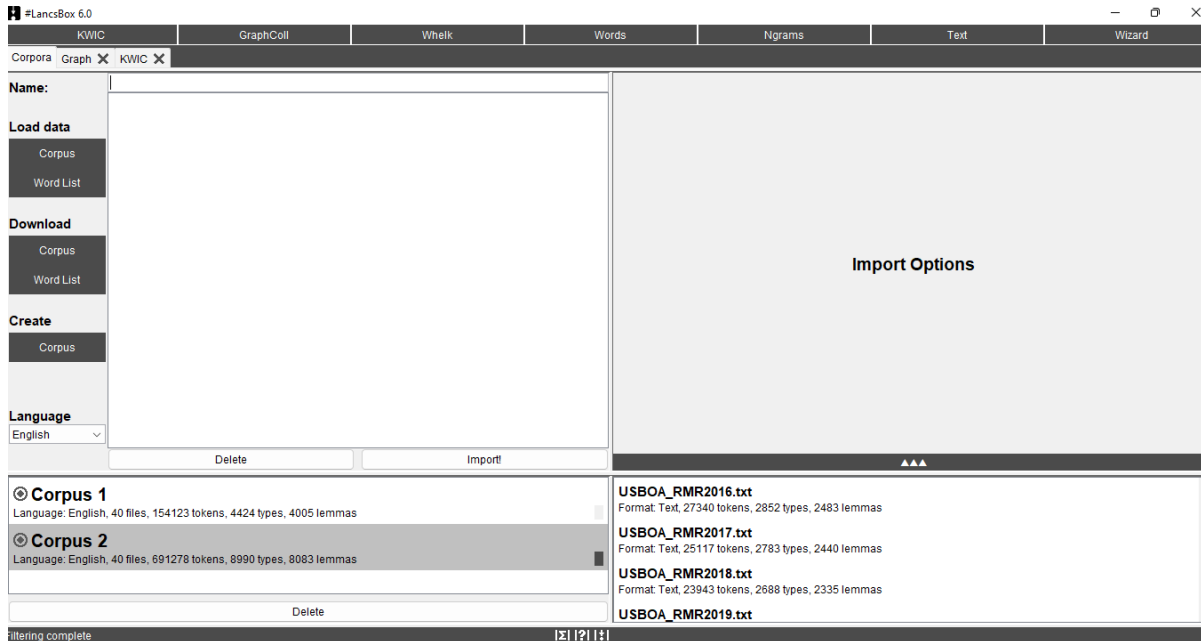 #LancsBox 6.0
KWIC GraphColl Whelk Words Ngrams Text Wizard
Corpora Graph KWIC
Name:
Load data
Corpus
Word List
Download
Corpus
Word List
Create
Corpus
Language
English
Delete Import!
Import Options
▲▲▲
Corpus 1
Language: English, 40 files, 154123 tokens, 4424 types, 4005 lemmas
Corpus 2
Language: English, 40 files, 691278 tokens, 8990 types, 8083 lemmas
Delete
USBOA_RMR2016.txt
Format: Text, 27340 tokens, 2852 types, 2483 lemmas
USBOA_RMR2017.txt
Format: Text, 25117 tokens, 2783 types, 2440 lemmas
USBOA_RMR2018.txt
Format: Text, 23943 tokens, 2688 types, 2335 lemmas
USBOA_RMR2019.txt
Filtering complete
|Σ| |?| |‡|